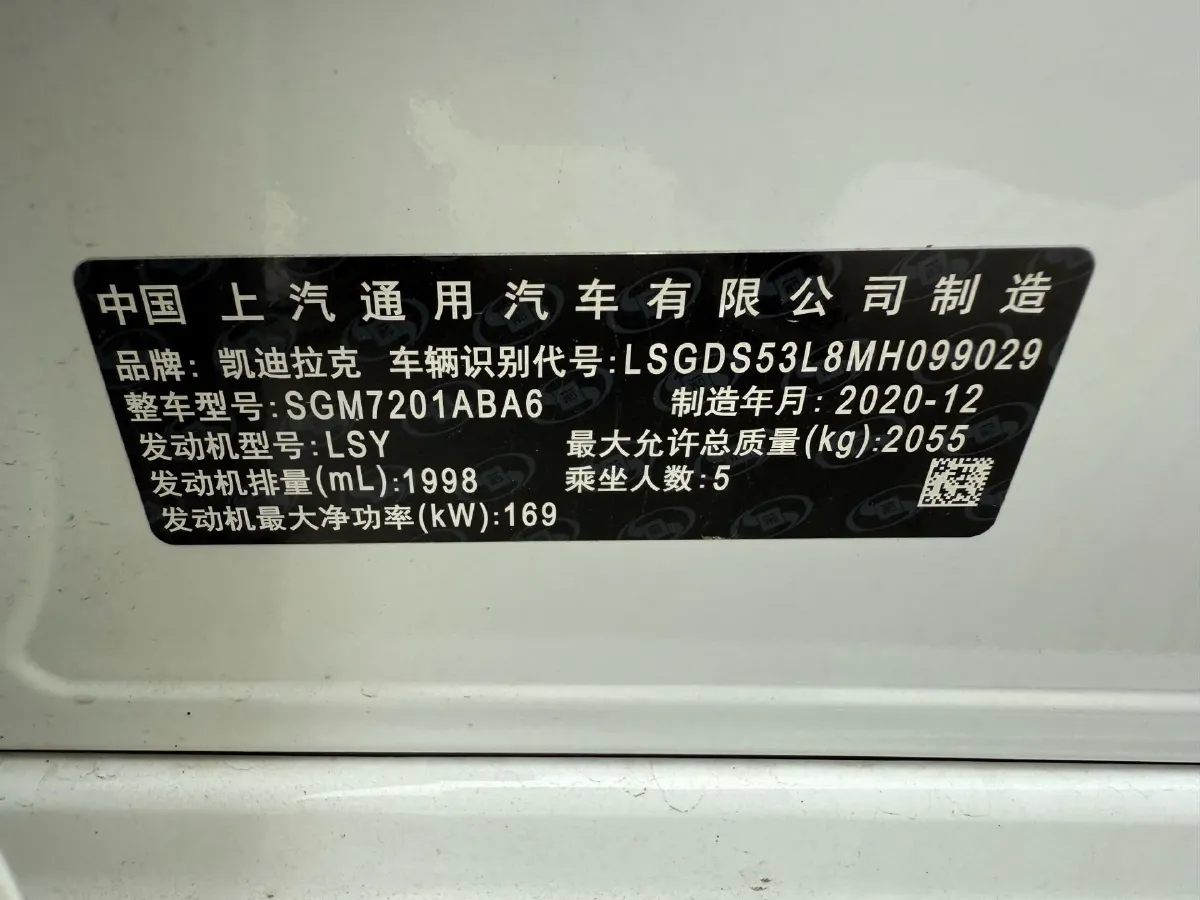 中国 上汽通用汽车有限公司制造
品牌: 凯迪拉克 车辆识别代号:LSGDS53L8MH099029
整车型号:SGM7201ABA6 制造年月: 2020-12
发动机型号:LSY 最大允许总质量(kg):2055
发动机排量(mL):1998 乘坐人数:5
发动机最大净功率(kW):169